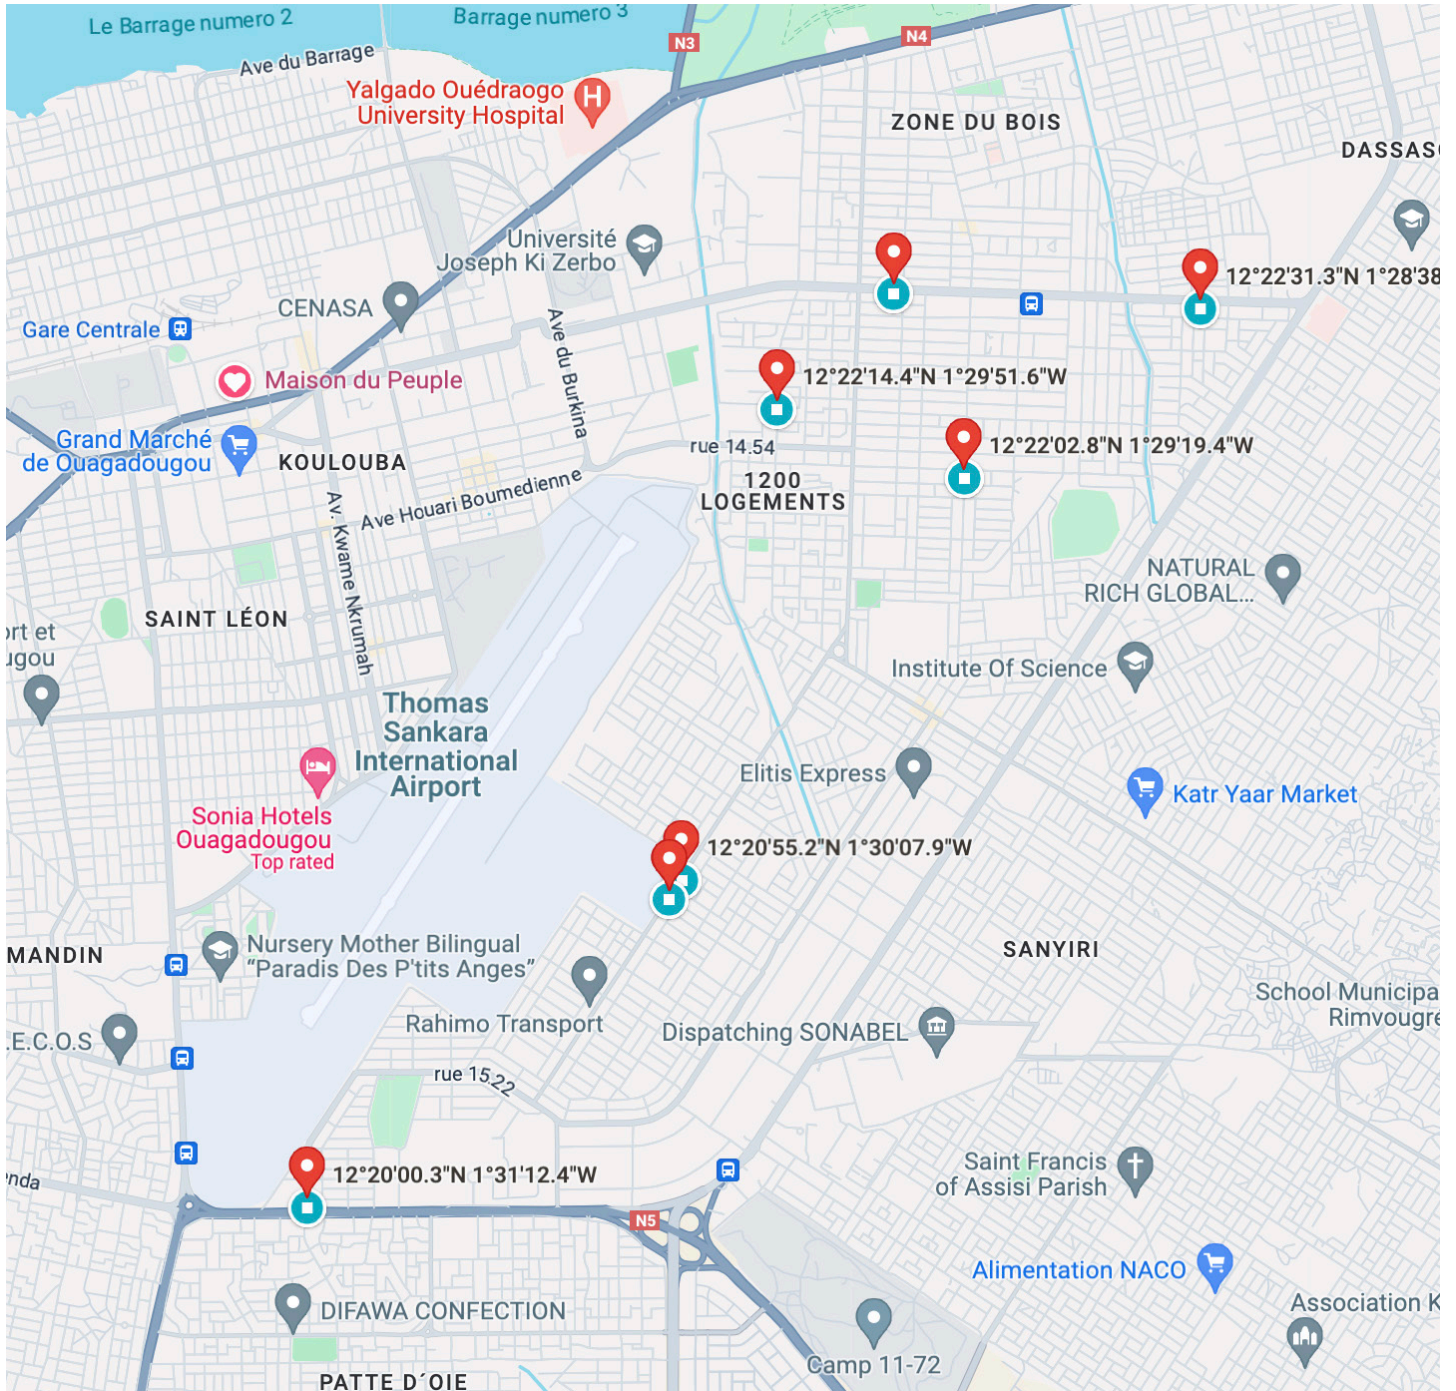 Le Barrage numero 2
Barrage numero 3
N3
N4
Ave du Barrage
Yalgado Ouédraogo
University Hospital
ZONE DU BOIS
DASSASG
Université
Joseph Ki Zerbo
CENASA
12°22'31.3"N 1°28'38
Gare Centrale
Ave du Burkina
Maison du Peuple
12°22'14.4"N 1°29'51.6"W
Grand Marché
de Ouagadougou
KOULOUBA
rue 14.54
12°22'02.8"N 1°29'19.4"W
1200
LOGEMENTS
Ave Houari Boumedienne
Av. Kwame Nkrumah
NATURAL
RICH GLOBAL...
SAINT LÉON
ort et
ugou
Institute Of Science
Thomas
Sankara
International
Airport
Elitis Express
Katr Yaar Market
Sonia Hotels
Ouagadougou
Top rated
12°20'55.2"N 1°30'07.9"W
MANDIN
Nursery Mother Bilingual
“Paradis Des P'tits Anges”
SANYIRI
School Municipa
Rimvougre
Rahimo Transport
Dispatching SONABEL
.E.C.O.S
rue 15.22
12°20'00.3"N 1°31'12.4"W
Saint Francis
of Assisi Parish
nda
N5
Alimentation NACO
DIFAWA CONFECTION
Association K
Camp 11-72
PATTE D´OIE